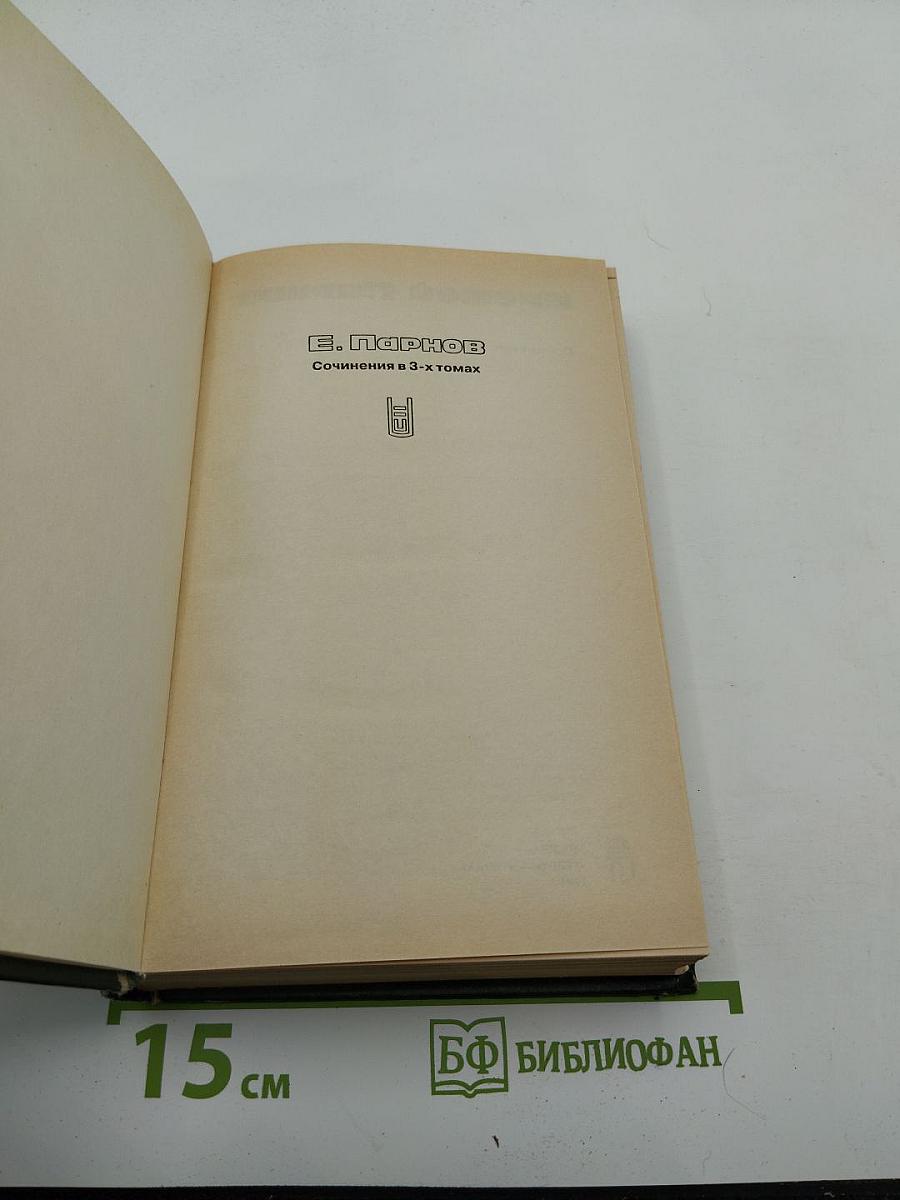 Е. Парнов
Сочинения в 3-х томах
15 см
БФ БИБЛИОФАН